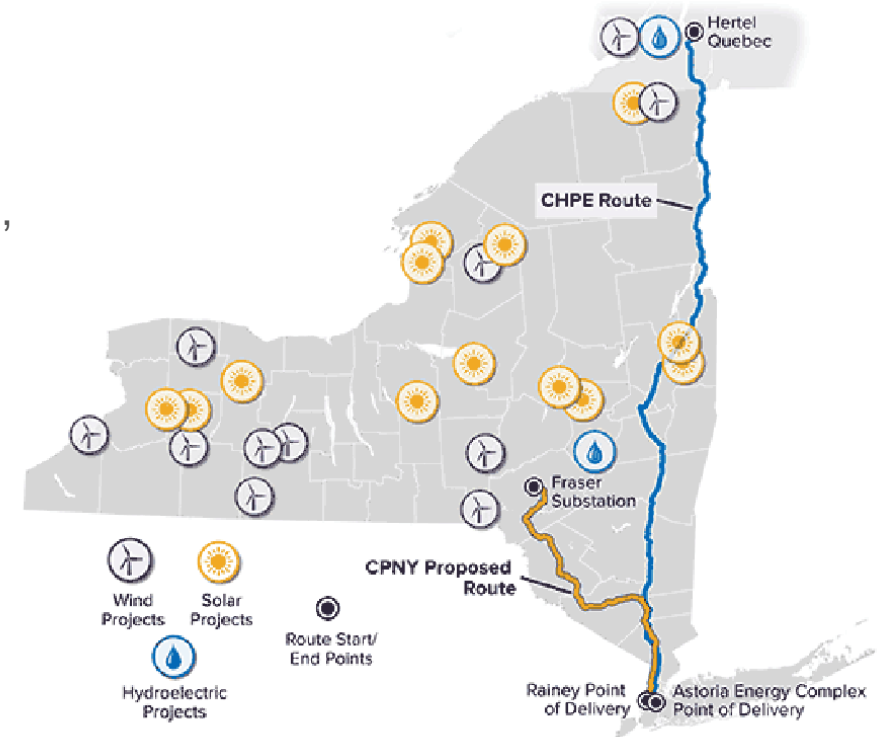 Hertel
Quebec
,
CHPE Route
Fraser
Substation
CPNY Proposed
Route
Wind
Projects
Solar
Projects
Route Start/
End Points
Hydroelectric
Projects
Rainey Point
of Delivery
Astoria Energy Complex
Point of Delivery